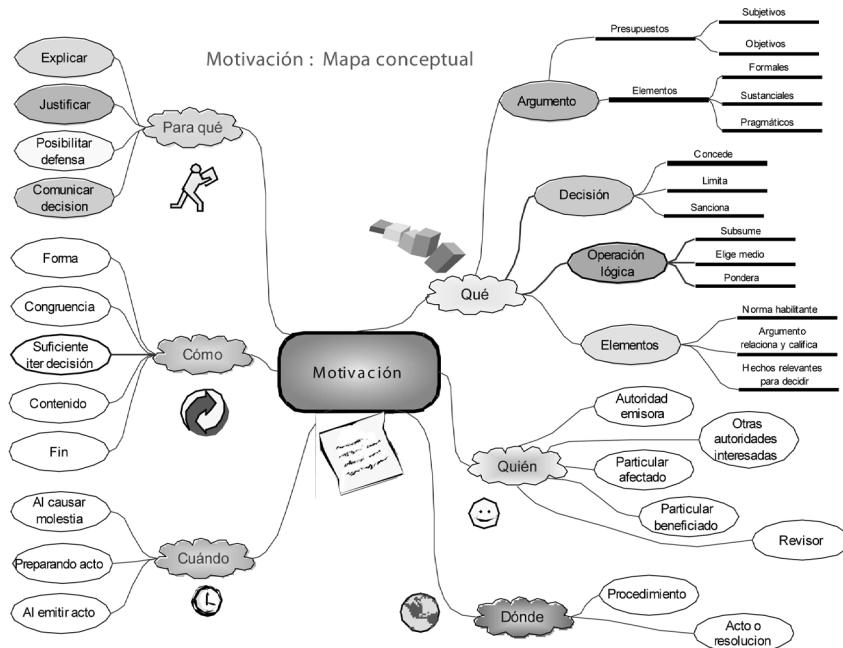 Motivación : Mapa conceptual
Explicar
Justificar
Posibilitar
defensa
Comunicar
decision
Para qué
Forma
Congruencia
Suficiente
iter decisión
Contenido
Fin
Cómo
Al causar
molestia
Preparando acto
Al emitir acto
Cuándo
Motivación
Qué
Argumento
Presupuestos
Subjetivos
Objetivos
Elementos
Formales
Sustanciales
Pragmáticos
Decisión
Concede
Limita
Sanciona
Operación
lógica
Subsume
Elige medio
Pondera
Elementos
Norma habilitante
Argumento
relaciona y califica
Hechos relevantes
para decidir
Quién
Autoridad
emisora
Otras
autoridades
interesadas
Particular
afectado
Particular
beneficiado
Revisor
Dónde
Procedimiento
Acto o
resolucion